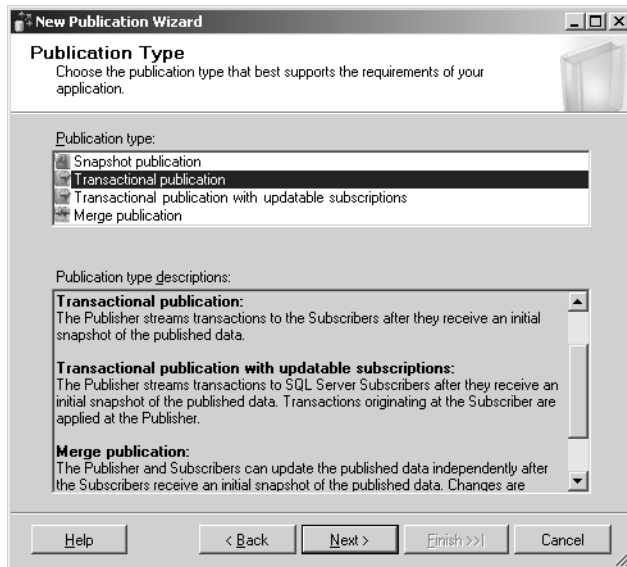 New Publication Wizard
Publication Type
Choose the publication type that best supports the requirements of your
application.
Publication type:
Snapshot publication
Transactional publication
Transactional publication with updatable subscriptions
Merge publication
Publication type descriptions:
Transactional publication:
The Publisher streams transactions to the Subscribers after they receive an initial
snapshot of the published data.
Transactional publication with updatable subscriptions:
The Publisher streams transactions to SQL Server Subscribers after they receive an
initial snapshot of the published data. Transactions originating at the Subscriber are
applied at the Publisher.
Merge publication:
The Publisher and Subscribers can update the published data independently after
the Subscribers receive an initial snapshot of the published data. Changes are
Help < Back Next > Finish >>| Cancel